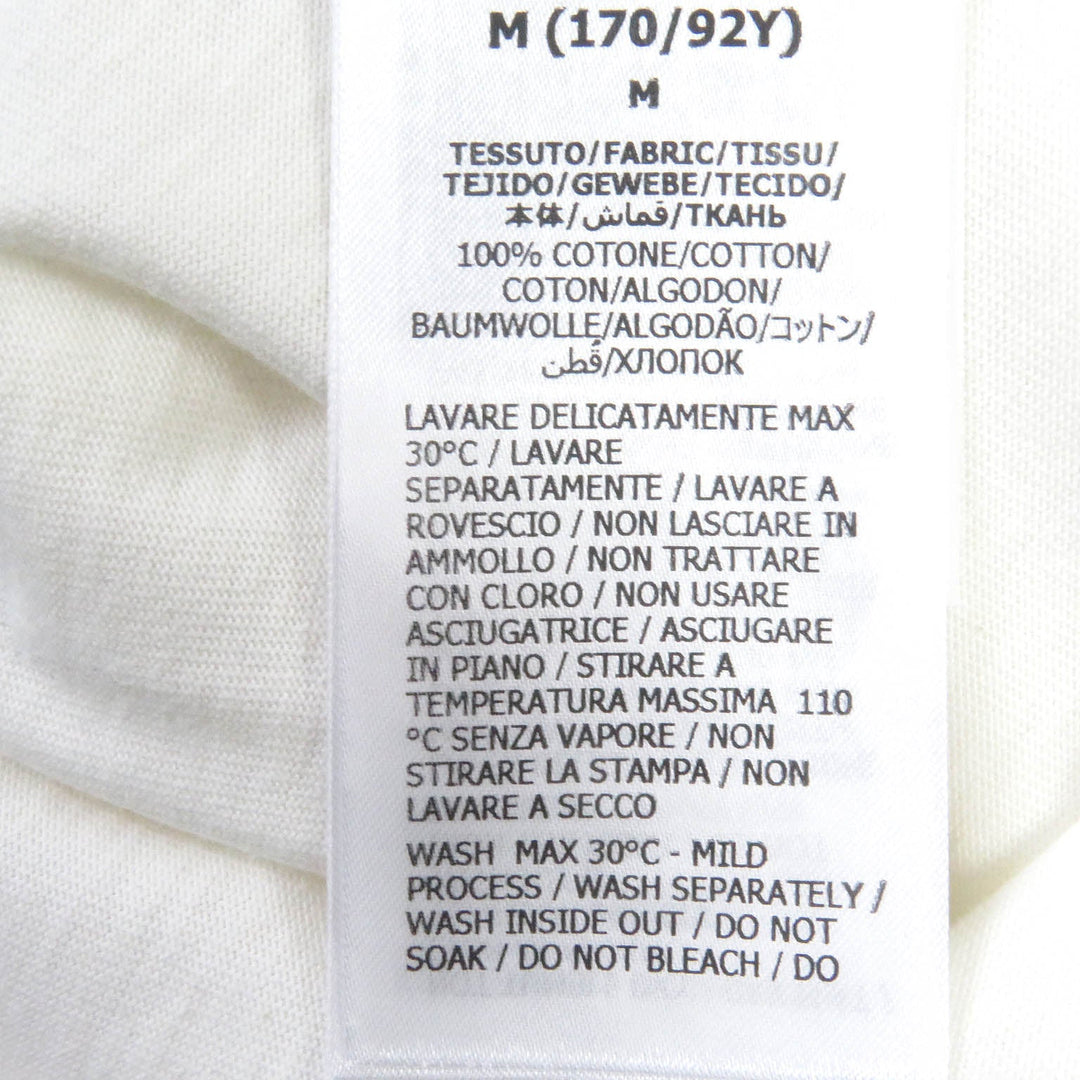 M (170/92Y)
M
TESSUTO/FABRIC/TISSU/
TEJIDO/GEWEBE/TECIDO/
本体/قماش/ТКАНЬ
100% COTONE/COTTON/
COTON/ALGODON/
BAUMWOLLE/ALGODÃO/コットン/
قُطن/ХЛОПОК
LAVARE DELICATAMENTE MAX
30°C / LAVARE
SEPARATAMENTE / LAVARE A
ROVESCIO / NON LASCIARE IN
AMMOLLO / NON TRATTARE
CON CLORO / NON USARE
ASCIUGATRICE / ASCIUGARE
IN PIANO / STIRARE A
TEMPERATURA MASSIMA 110
°C SENZA VAPORE / NON
STIRARE LA STAMPA / NON
LAVARE A SECCO
WASH MAX 30°C - MILD
PROCESS / WASH SEPARATELY /
WASH INSIDE OUT / DO NOT
SOAK / DO NOT BLEACH / DO